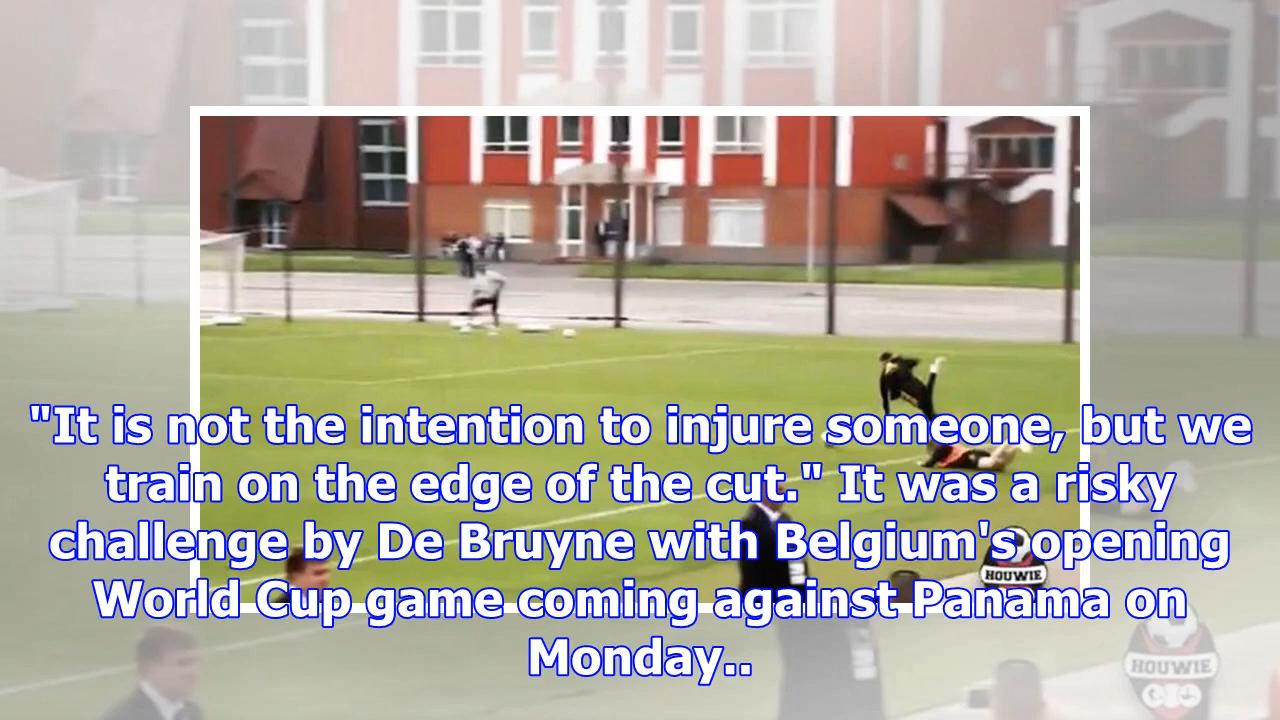 "It is not the intention to injure someone, but we
train on the edge of the cut." It was a risky
challenge by De Bruyne with Belgium's opening
World Cup game coming against Panama on
Monday..
HOUWIE
HOUWIE